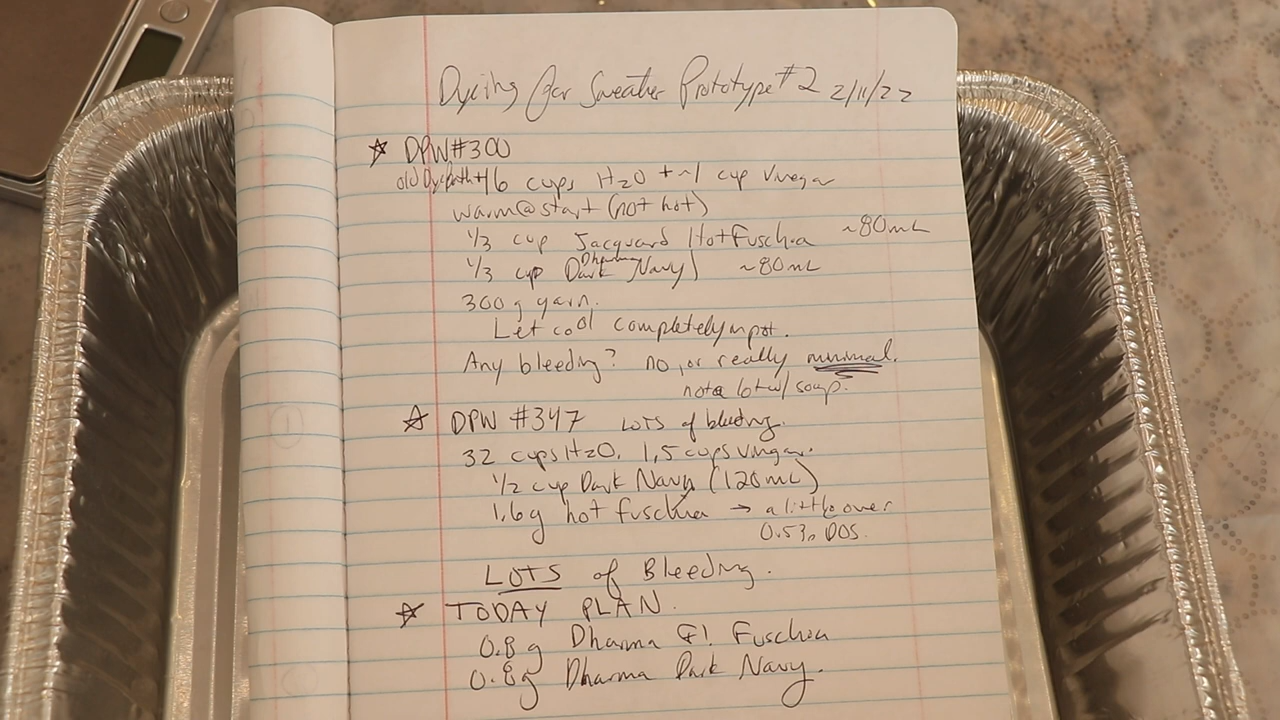 Dyeing for Sweater Prototype #2 2/11/22
☆ DPW #300
old Dye bath + 16 cups H2O + ~1 cup vinegar
warm @ start (not hot)
1/3 cup Jacquard Hot Fuschia ~80mL
1/3 cup Dharma Dark Navy ~80mL
300g yarn.
Let cool completely in pot.
Any bleeding? no, or really minimal.
not a lot w/ soap.
☆ DPW #347 LOTS of bleeding.
32 cups H2O, 1.5 cups vinegar.
1/2 cup Dark Navy (120mL)
1.6g hot fuschia → a little over
0.5% DOS.
LOTS of Bleeding.
☆ TODAY PLAN.
0.8g Dharma Fl. Fuschia
0.8g Dharma Dark Navy.